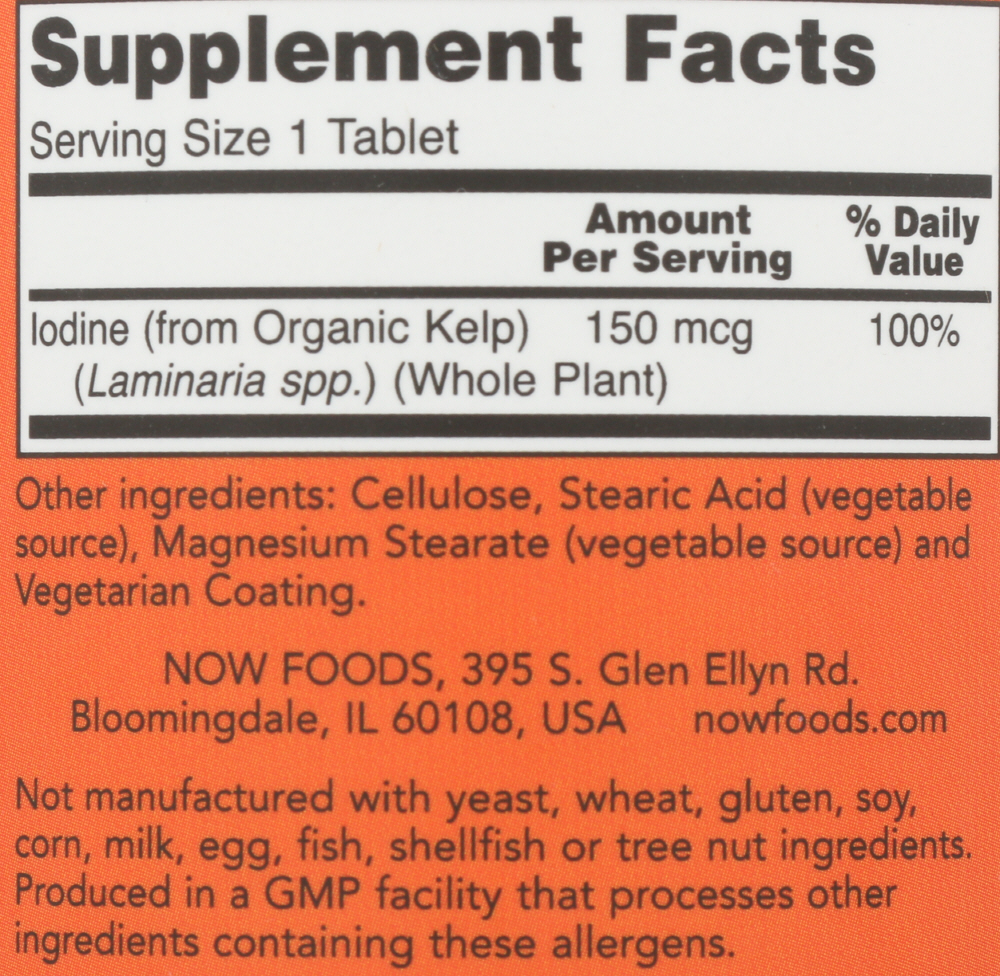 Supplement Facts
Serving Size 1 Tablet
Amount Per Serving % Daily Value
Iodine (from Organic Kelp) 150 mcg 100%
(Laminaria spp.) (Whole Plant)
Other ingredients: Cellulose, Stearic Acid (vegetable
source), Magnesium Stearate (vegetable source) and
Vegetarian Coating.
NOW FOODS, 395 S. Glen Ellyn Rd.
Bloomingdale, IL 60108, USA nowfoods.com
Not manufactured with yeast, wheat, gluten, soy,
corn, milk, egg, fish, shellfish or tree nut ingredients.
Produced in a GMP facility that processes other
ingredients containing these allergens.